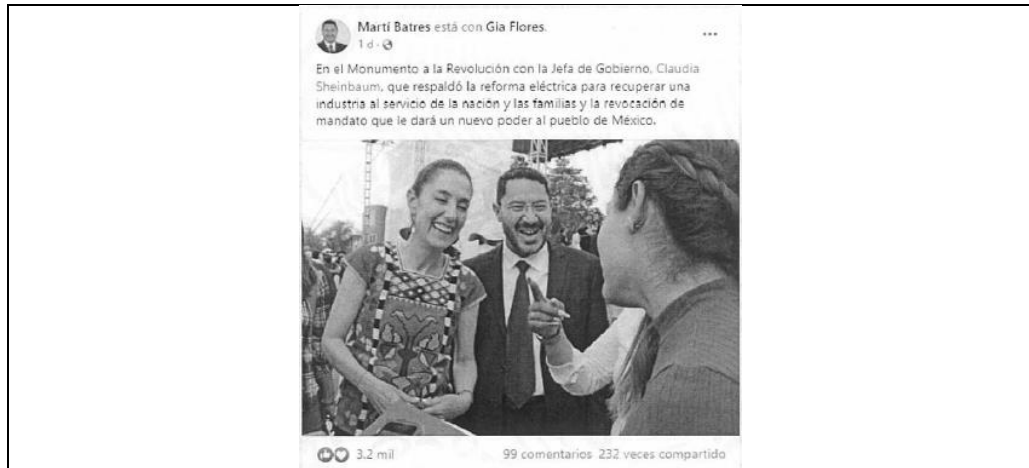 Martí Batres está con Gia Flores.
1 d ·
En el Monumento a la Revolución con la Jefa de Gobierno, Claudia
Sheinbaum, que respaldó la reforma eléctrica para recuperar una
industria al servicio de la nación y las familias y la revocación de
mandato que le dará un nuevo poder al pueblo de México.
3.2 mil 99 comentarios 232 veces compartido